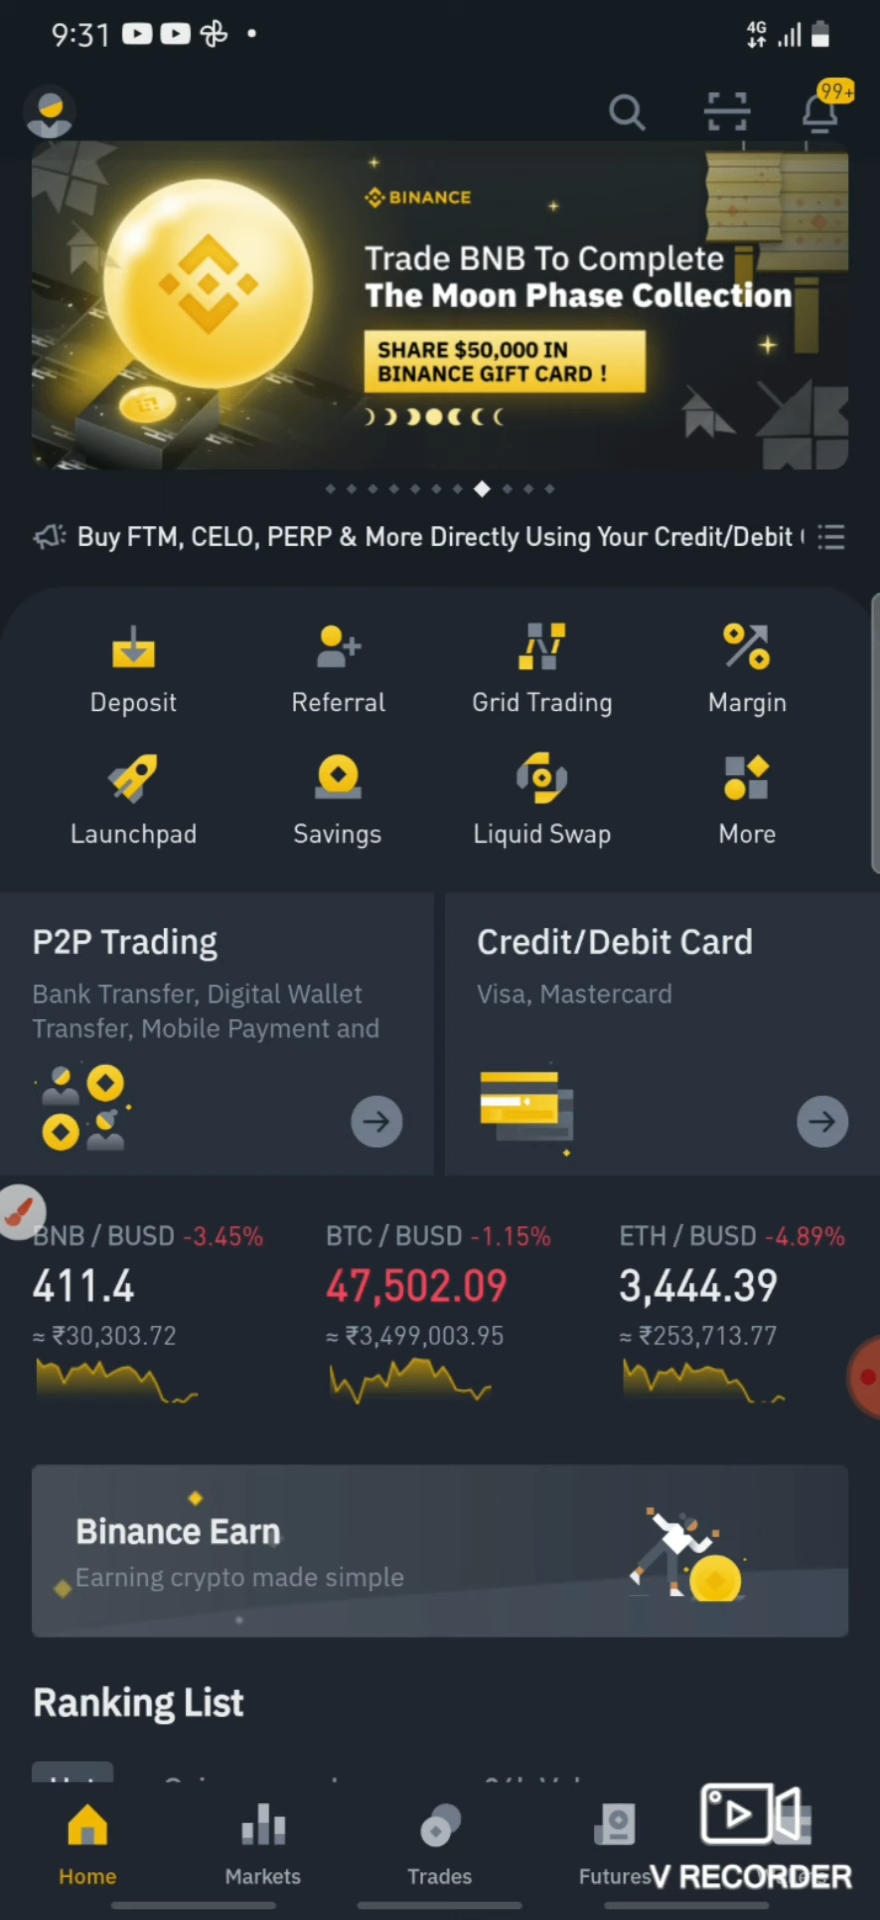 9:31
4G
99+
BINANCE
Trade BNB To Complete
The Moon Phase Collection
SHARE $50,000 IN
BINANCE GIFT CARD !
Buy FTM, CELO, PERP & More Directly Using Your Credit/Debit
Deposit
Referral
Grid Trading
Margin
Launchpad
Savings
Liquid Swap
More
P2P Trading
Bank Transfer, Digital Wallet
Transfer, Mobile Payment and
Credit/Debit Card
Visa, Mastercard
BNB / BUSD -3.45%
411.4
≈ ₹30,303.72
BTC / BUSD -1.15%
47,502.09
≈ ₹3,499,003.95
ETH / BUSD -4.89%
3,444.39
≈ ₹253,713.77
Binance Earn
Earning crypto made simple
Ranking List
Home
Markets
Trades
Futures
V RECORDER